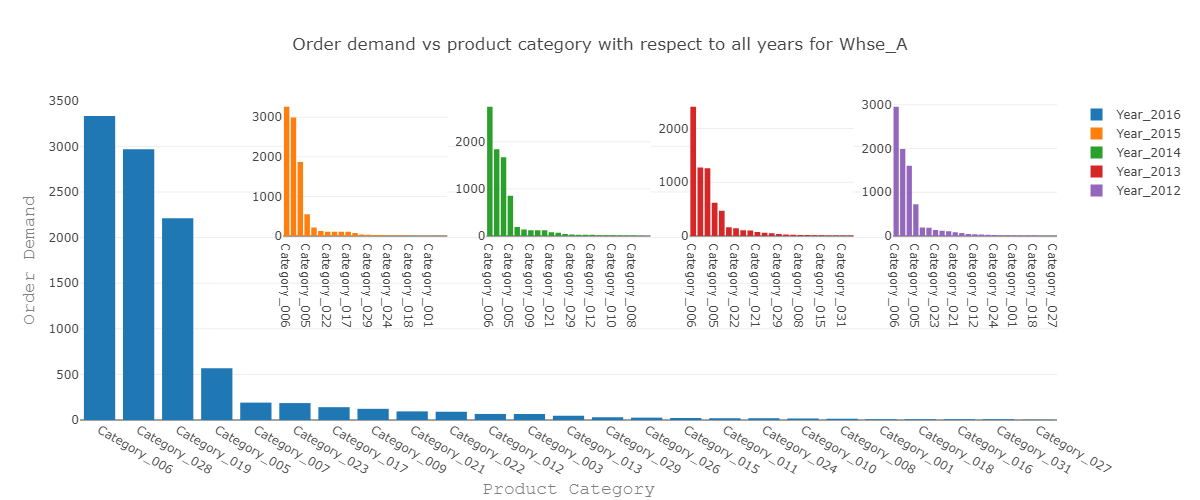 Order demand vs product category with respect to all years for Whse_A
3500
3000
2500
2000
1500
1000
500
0
Order Demand
3000
2000
1000
0
Category_006
Category_005
Category_022
Category_017
Category_029
Category_024
Category_018
Category_001
2000
1000
0
Category_006
Category_005
Category_009
Category_021
Category_029
Category_012
Category_010
Category_008
2000
1000
0
Category_006
Category_005
Category_022
Category_021
Category_029
Category_008
Category_015
Category_031
3000
2000
1000
0
Category_006
Category_005
Category_023
Category_021
Category_012
Category_024
Category_001
Category_018
Category_027
Year_2016
Year_2015
Year_2014
Year_2013
Year_2012
Category_006
Category_028
Category_019
Category_005
Category_007
Category_023
Category_017
Category_009
Category_021
Category_022
Category_012
Category_003
Category_013
Category_029
Category_026
Category_015
Category_011
Category_024
Category_010
Category_008
Category_001
Category_018
Category_016
Category_031
Category_027
Product Category